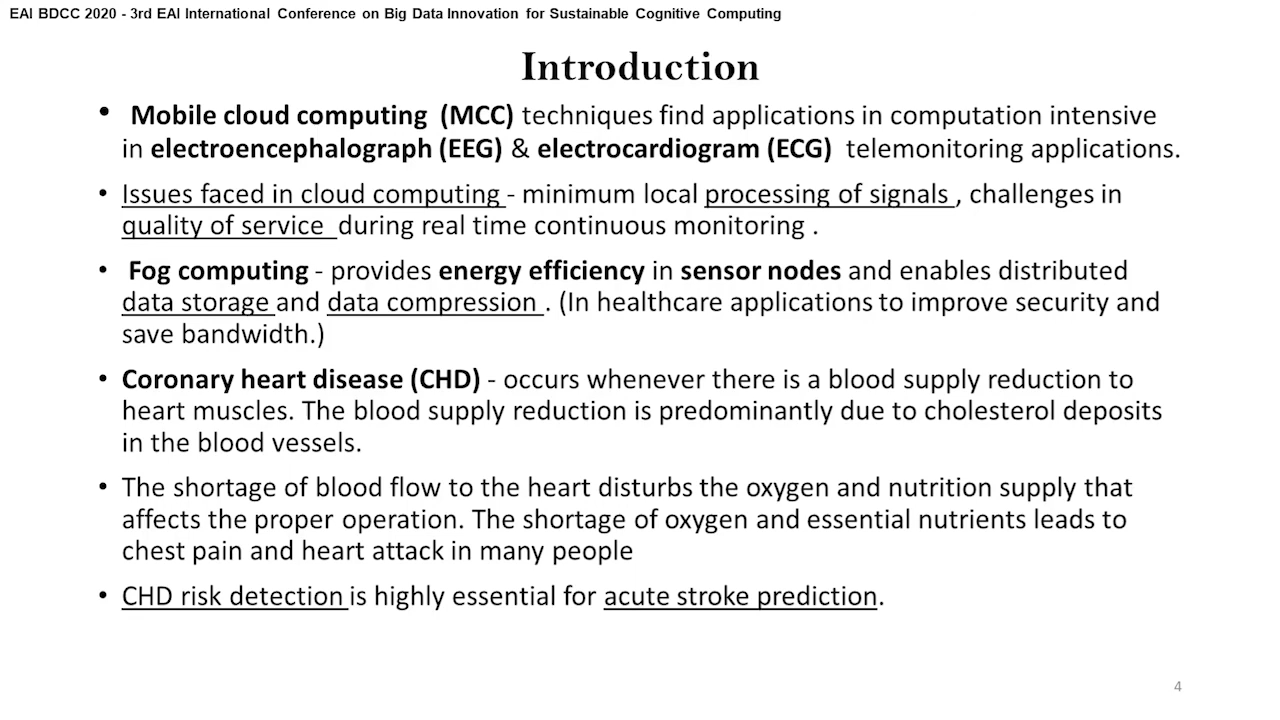 EAI BDCC 2020 - 3rd EAI International Conference on Big Data Innovation for Sustainable Cognitive Computing
Introduction
• Mobile cloud computing (MCC) techniques find applications in computation intensive
in electroencephalograph (EEG) & electrocardiogram (ECG) telemonitoring applications.
• Issues faced in cloud computing - minimum local processing of signals , challenges in
quality of service during real time continuous monitoring .
• Fog computing - provides energy efficiency in sensor nodes and enables distributed
data storage and data compression . (In healthcare applications to improve security and
save bandwidth.)
• Coronary heart disease (CHD) - occurs whenever there is a blood supply reduction to
heart muscles. The blood supply reduction is predominantly due to cholesterol deposits
in the blood vessels.
• The shortage of blood flow to the heart disturbs the oxygen and nutrition supply that
affects the proper operation. The shortage of oxygen and essential nutrients leads to
chest pain and heart attack in many people
• CHD risk detection is highly essential for acute stroke prediction.
4